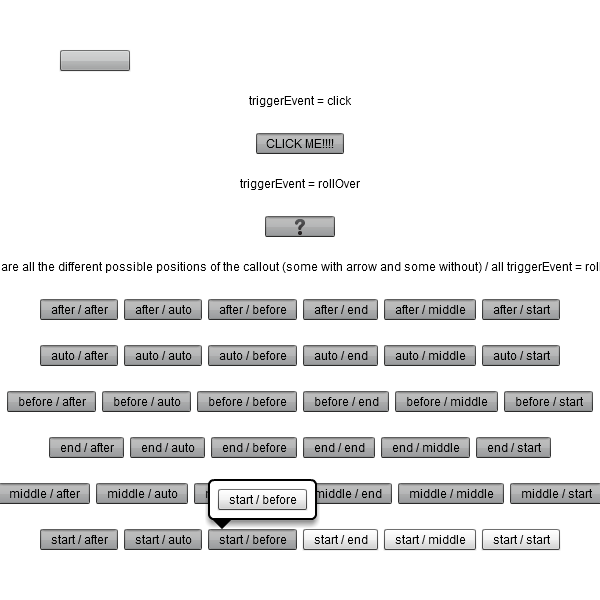 triggerEvent = click
CLICK ME!!!!
triggerEvent = rollOver
?
are all the different possible positions of the callout (some with arrow and some without) / all triggerEvent =
after / after after / auto after / before after / end after / middle after / start
auto / after auto / auto auto / before auto / end auto / middle auto / start
before / after before / auto before / before before / end before / middle before / start
end / after end / auto end / before end / end end / middle end / start
middle / after middle / auto middle / end middle / middle middle / start
start / before
start / after start / auto start / before start / end start / middle start / start